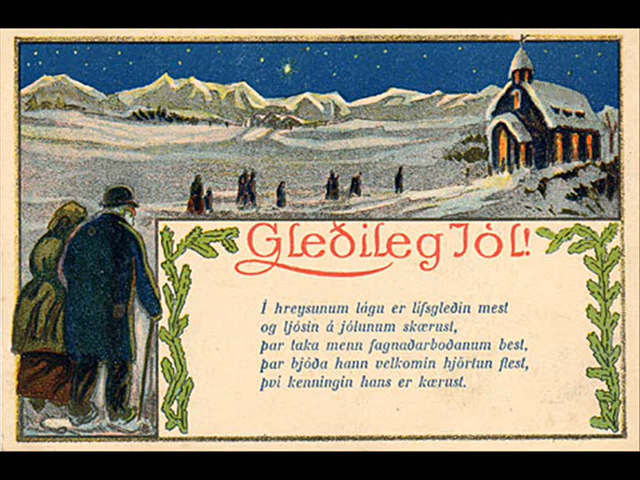 Gleðileg Jól!
Í hreysunum lágu er lífsgleðin mest
og ljósin á jólunum skærust,
þar taka menn fagnaðarboðanum best,
þar bjóða hann velkomin hjörtun flest,
því kenningin hans er kærust.